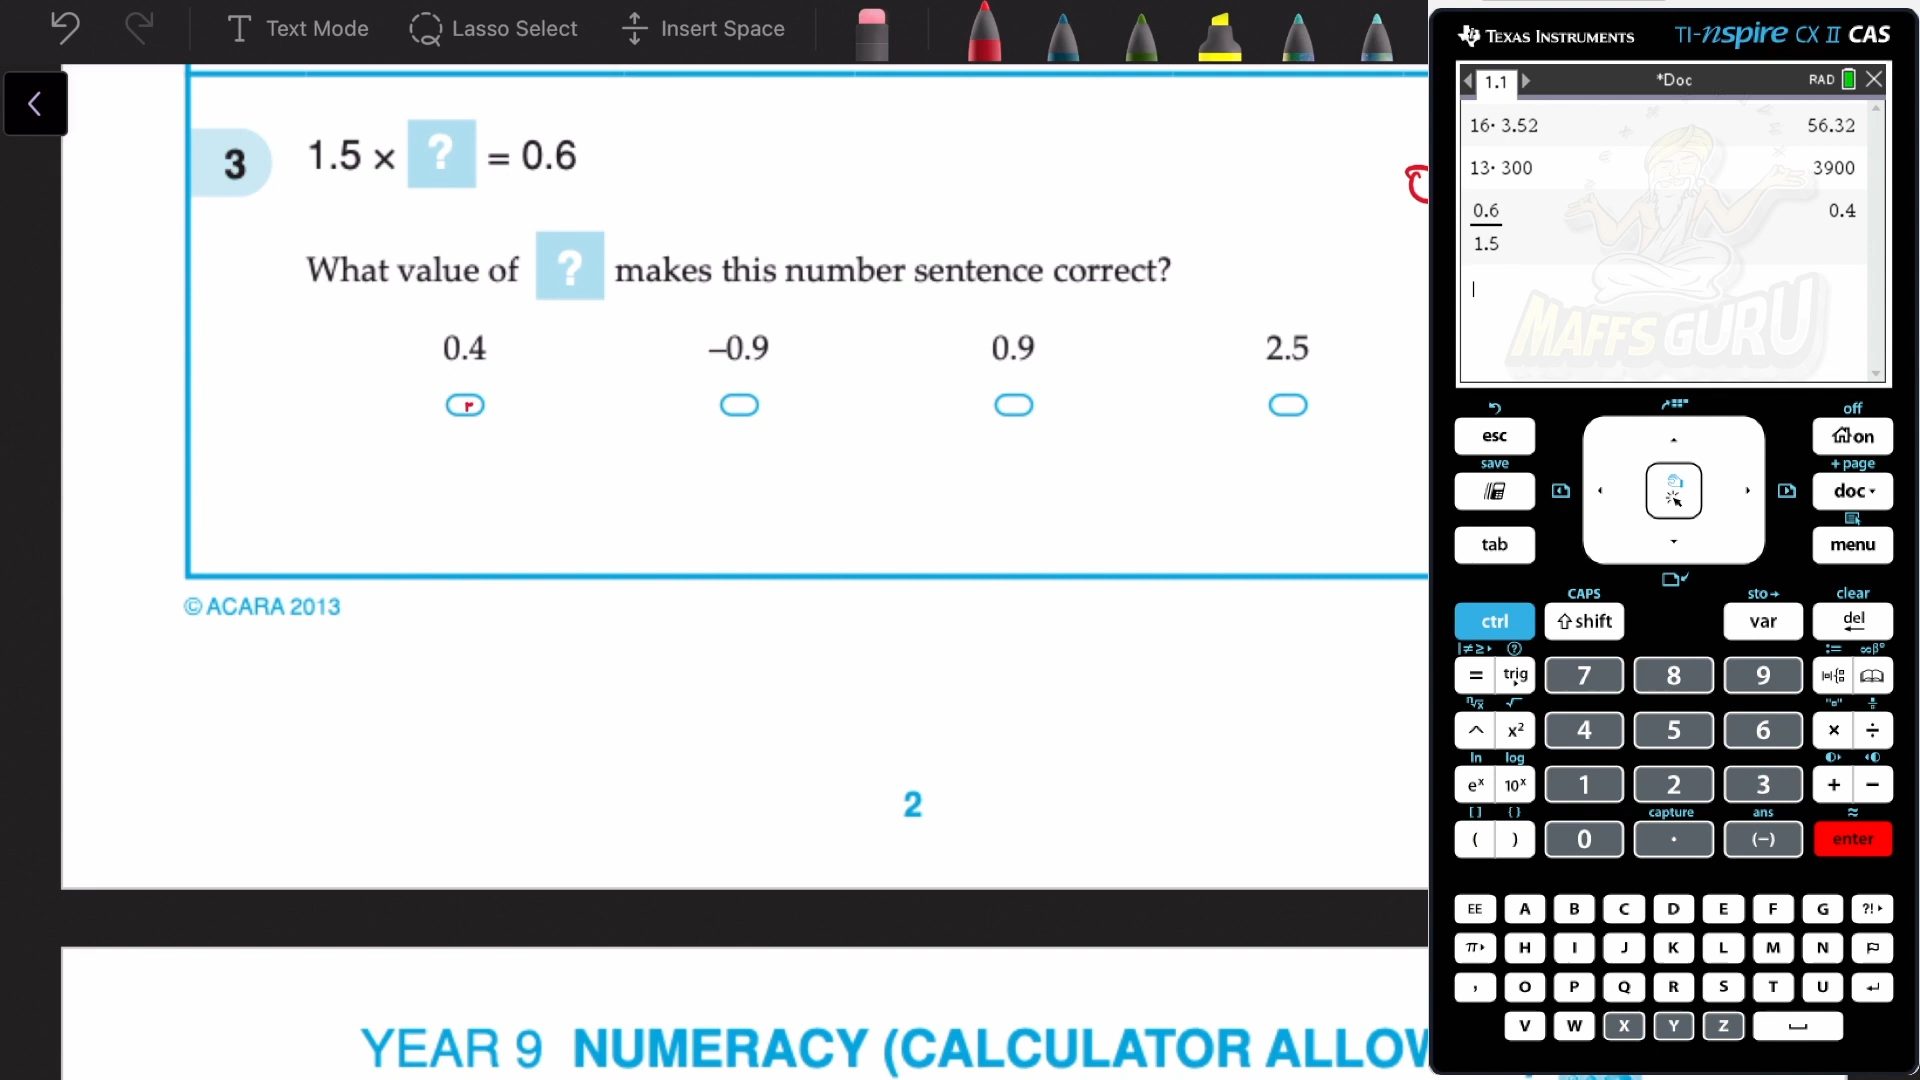 Text Mode
Lasso Select
Insert Space
3
1.5 × ? = 0.6
What value of ? makes this number sentence correct?
0.4 –0.9 0.9 2.5
© ACARA 2013
2
YEAR 9 NUMERACY (CALCULATOR ALLOW
TEXAS INSTRUMENTS
TI-nspire CX II CAS
1.1 *Doc RAD
16· 3.52 56.32
13· 300 3900
0.6 0.4
1.5
MAFFS GURU
off
esc on
save + page
doc
tab menu
CAPS sto→ clear
ctrl shift var del
|≠≥▸ ? := ∞β°
= trig 7 8 9
ⁿ√x √ "□"
^ x² 4 5 6 × ÷
ln log
eˣ 10ˣ 1 2 3 + −
[ ] { } capture ans ≈
( ) 0 . (−) enter
EE A B C D E F G ?!▸
π▸ H I J K L M N
, O P Q R S T U ↵
V W X Y Z